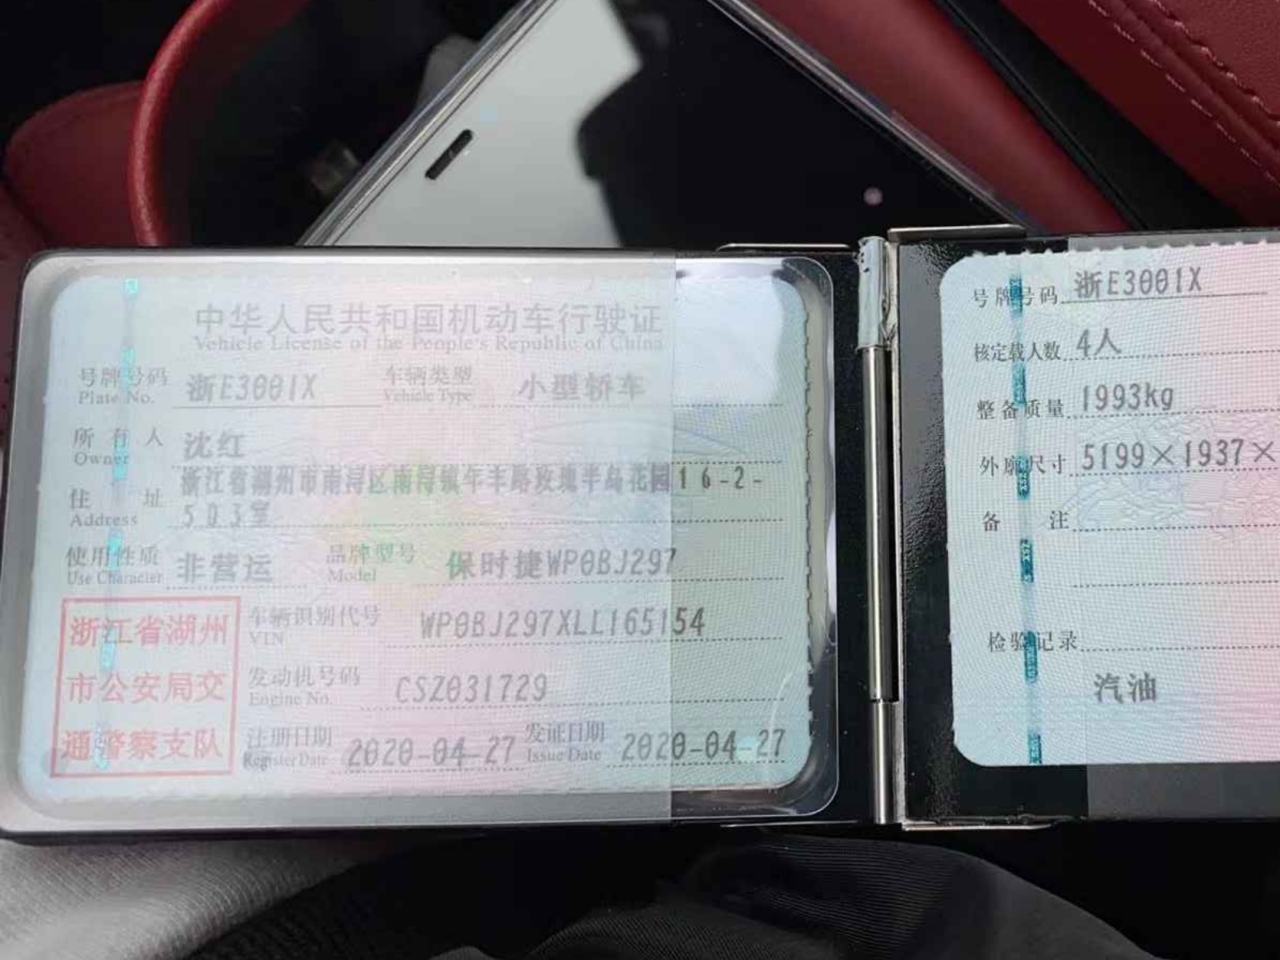 中华人民共和国机动车行驶证
Vehicle License of the People's Republic of China
号牌号码 浙E3001X 车辆类型 小型轿车
Plate No. Vehicle Type
所有人 沈红
Owner
住址 浙江省湖州市南浔区南浔镇年丰路玫瑰半岛花园16-2-
Address 503室
使用性质 非营运 品牌型号 保时捷WP0BJ297
Use Character Model
浙江省湖州
市公安局交
通警察支队
车辆识别代号 WP0BJ297XLL165154
VIN
发动机号码 CSZ031729
Engine No.
注册日期 2020-04-27 发证日期 2020-04-27
Register Date Issue Date
号牌号码 浙E3001X
核定载人数 4人
整备质量 1993kg
外廓尺寸 5199×1937×
备注
检验记录
汽油